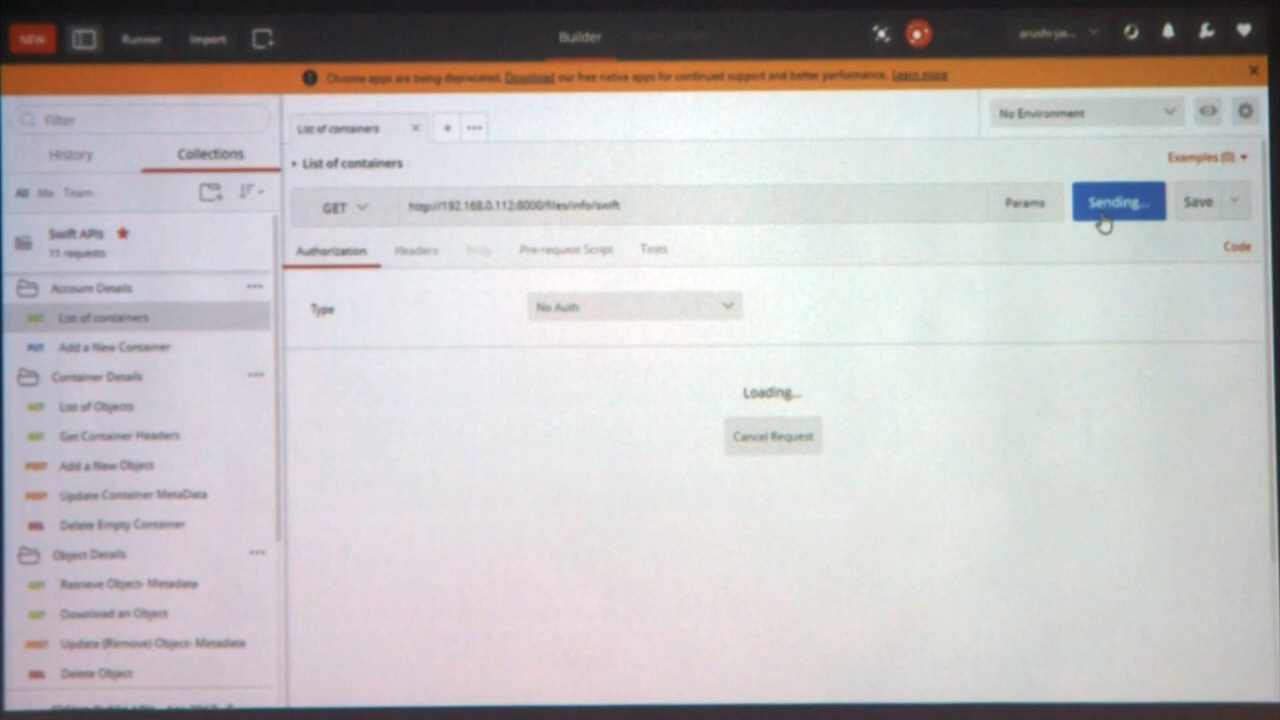 NEW
Runner
Import
Builder
Chrome apps are being deprecated. Download our free native apps for continued support and better performance. Learn more
Filter
History
Collections
All Me Team
Swift APIs
11 requests
Account Details
GET List of containers
PUT Add a New Container
Container Details
GET List of Objects
GET Get Container Headers
POST Add a New Object
POST Update Container MetaData
DEL Delete Empty Container
Object Details
GET Retrieve Object- Metadata
GET Download an Object
POST Update (Remove) Object- Metadata
DEL Delete Object
List of containers
No Environment
List of containers
Examples (0)
GET
http://192.168.0.112:8000/files/info/swift
Params
Sending...
Save
Authorization
Headers
Body
Pre-request Script
Tests
Code
Type
No Auth
Loading...
Cancel Request